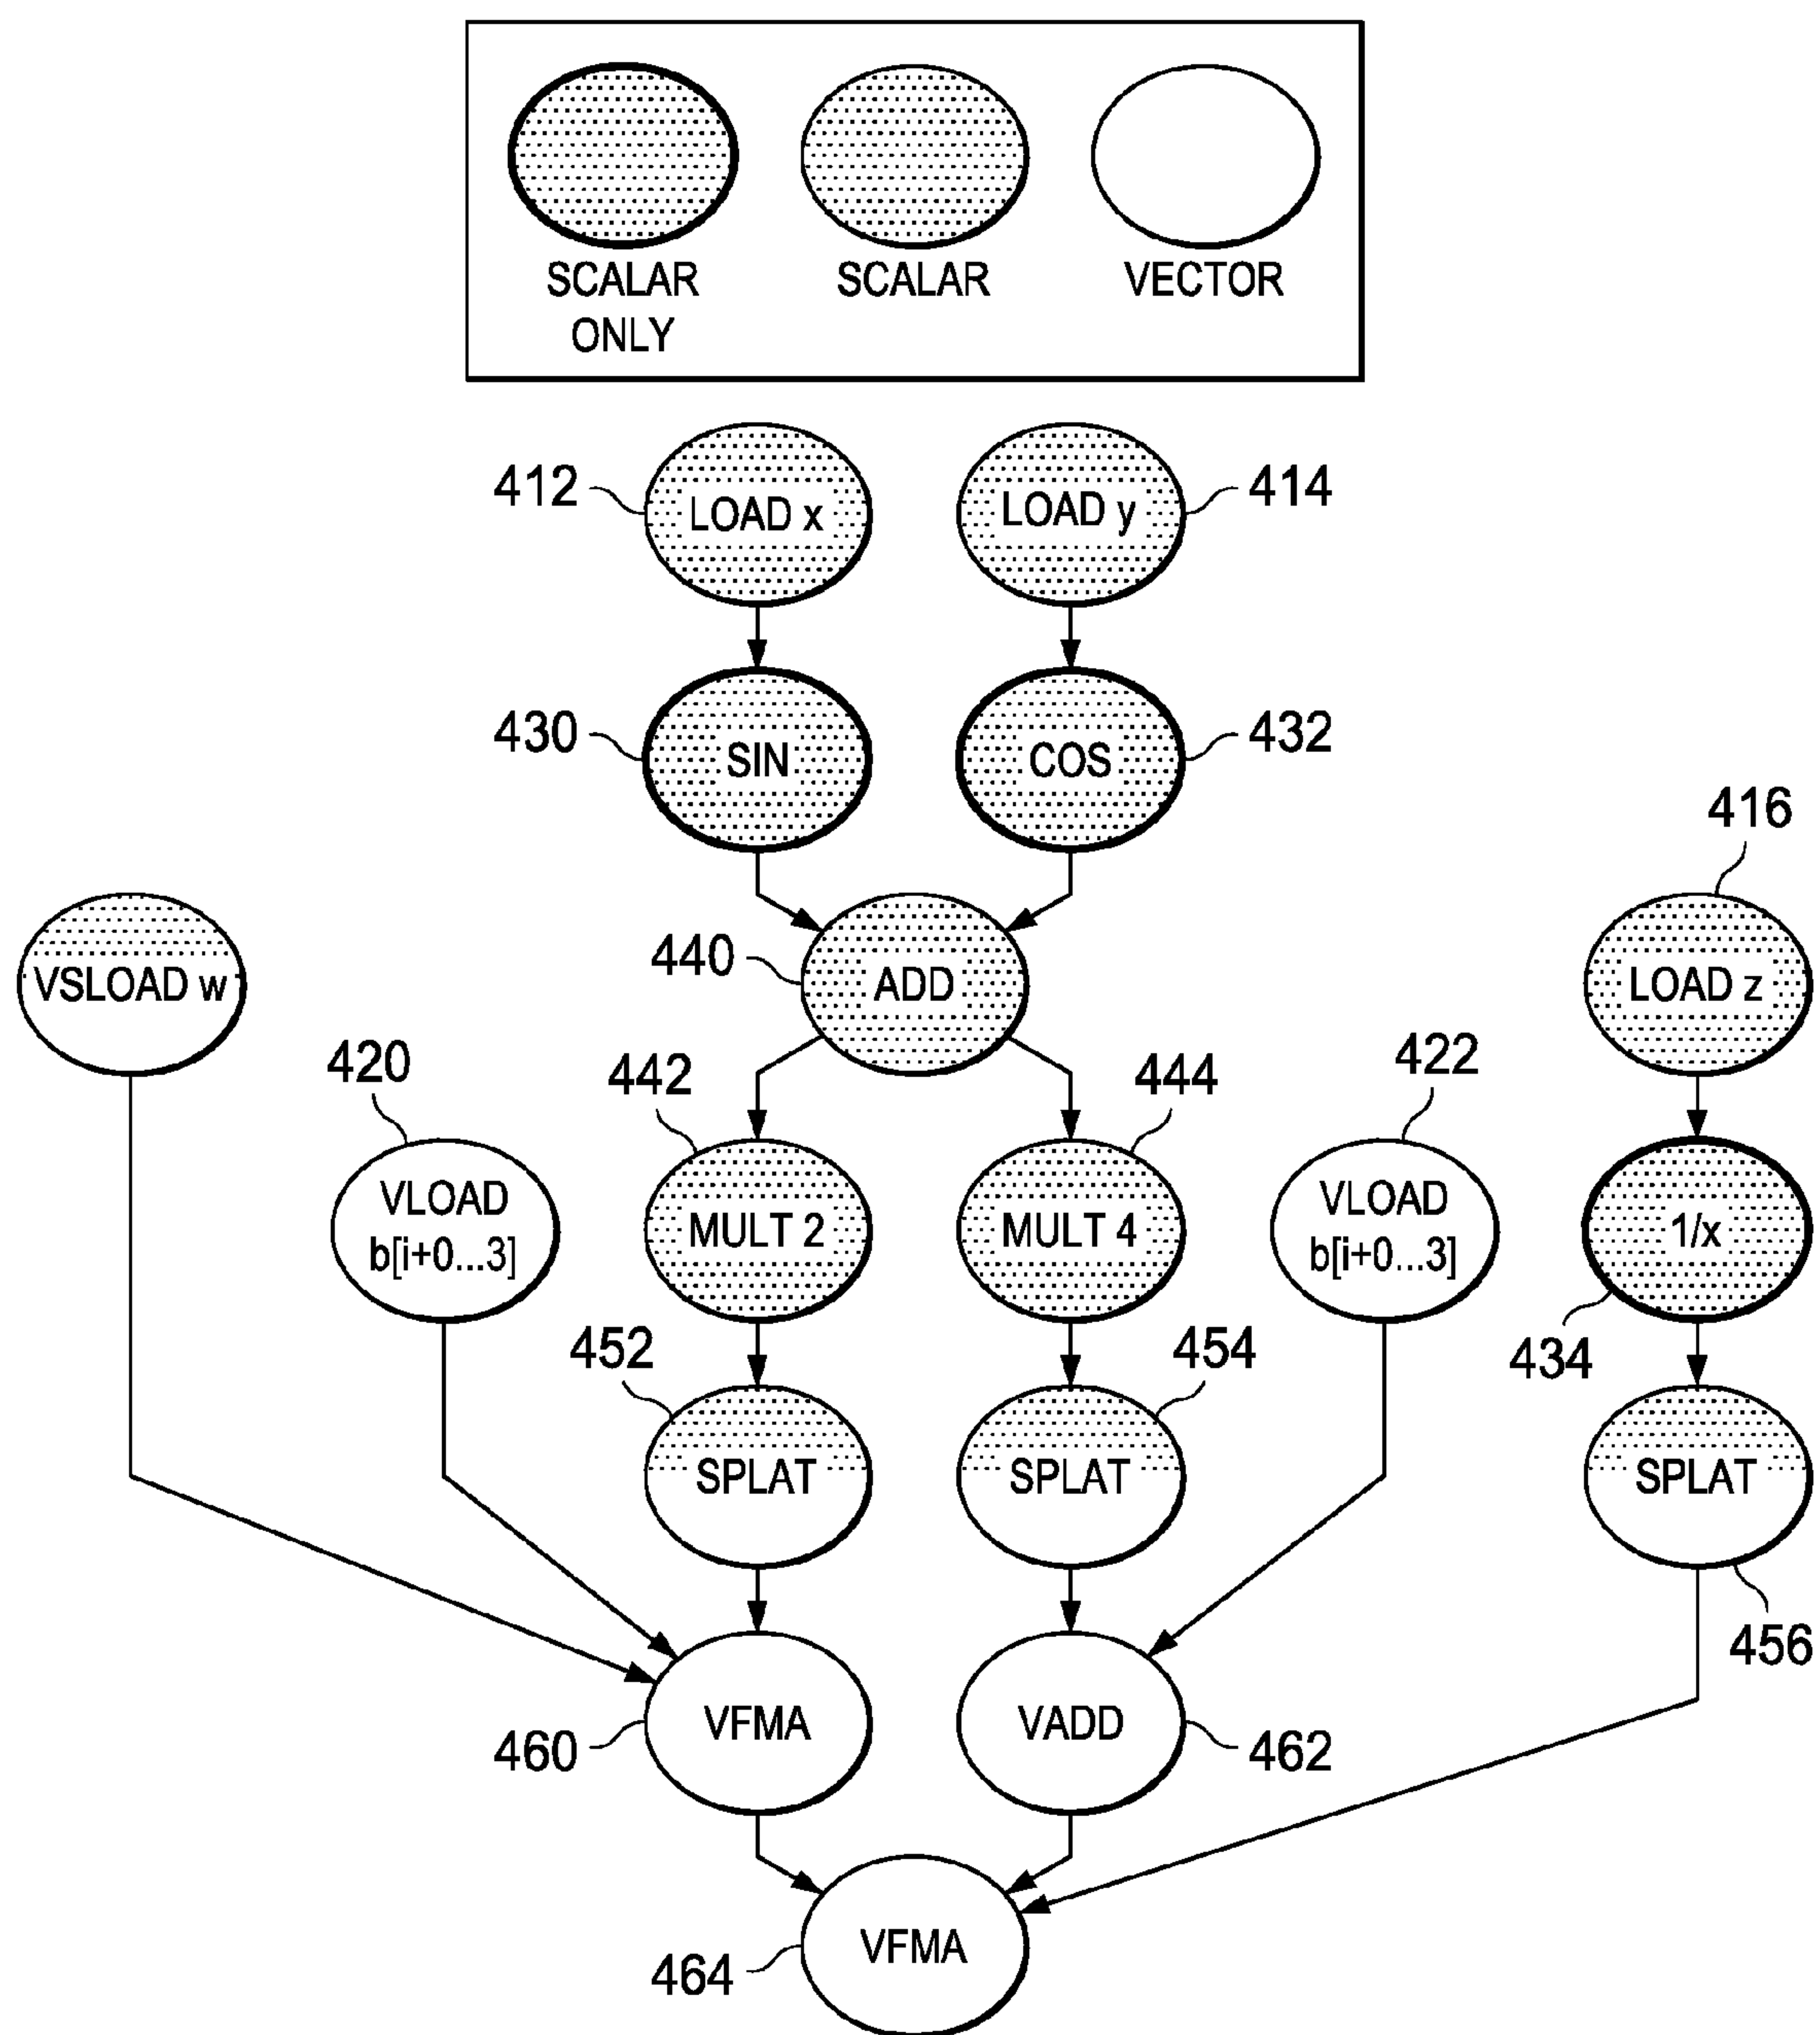 SCALAR
ONLY
SCALAR
VECTOR
412
LOAD x
LOAD y
414
430
SIN
COS
432
416
VSLOAD w
440
ADD
LOAD z
420
442
444
422
VLOAD
b[i+0...3]
MULT 2
MULT 4
VLOAD
b[i+0...3]
1/x
434
452
454
SPLAT
SPLAT
SPLAT
456
460
VFMA
VADD
462
464
VFMA